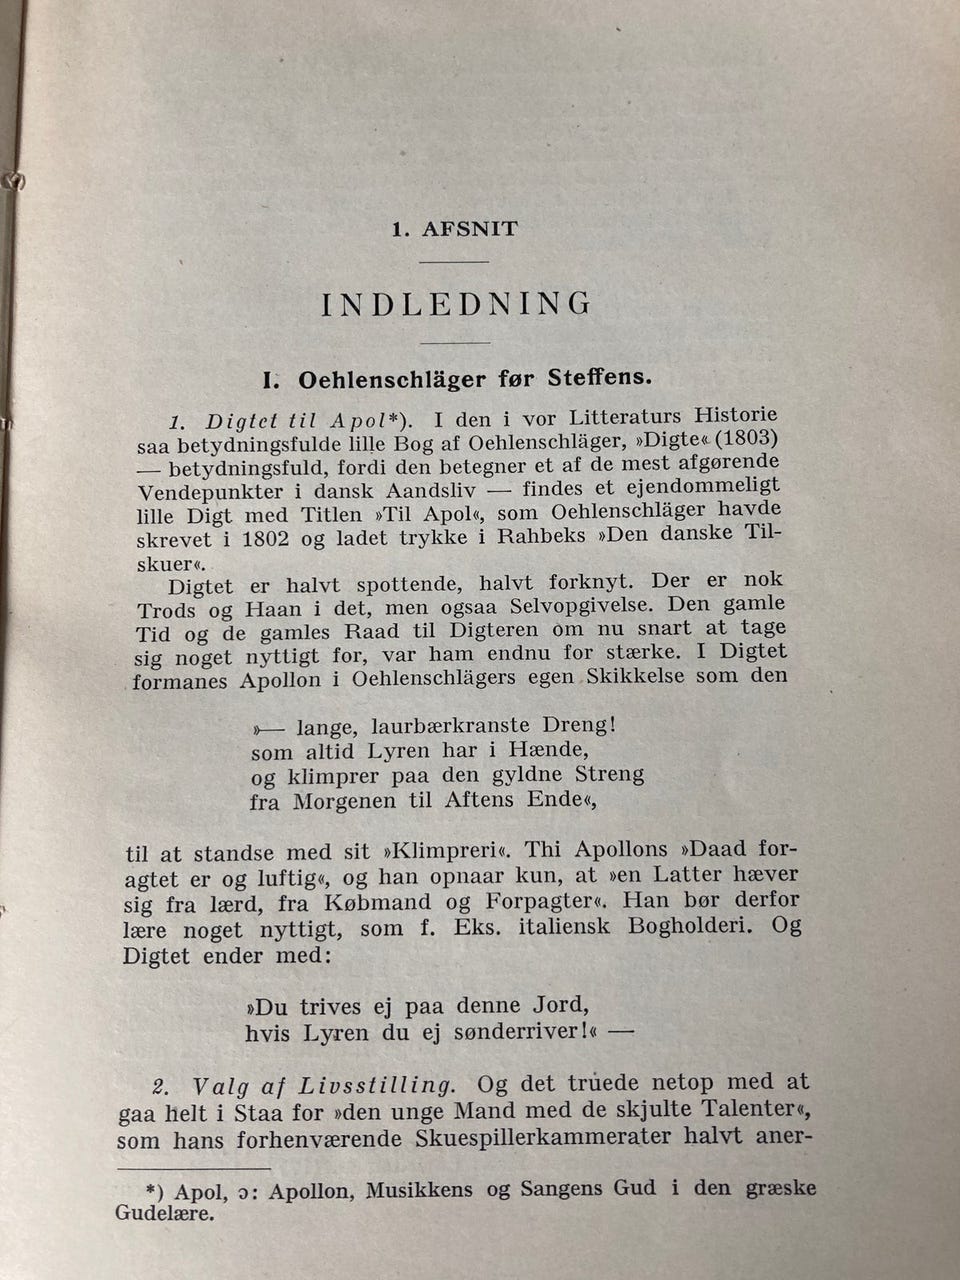 1. AFSNIT
INDLEDNING
I. Oehlenschläger før Steffens.
1. Digtet til Apol*). I den i vor Litteraturs Historie
saa betydningsfulde lille Bog af Oehlenschläger, »Digte« (1803)
— betydningsfuld, fordi den betegner et af de mest afgørende
Vendepunkter i dansk Aandsliv — findes et ejendommeligt
lille Digt med Titlen »Til Apol«, som Oehlenschläger havde
skrevet i 1802 og ladet trykke i Rahbeks »Den danske Til-
skuer«.
Digtet er halvt spottende, halvt forknyt. Der er nok
Trods og Haan i det, men ogsaa Selvopgivelse. Den gamle
Tid og de gamles Raad til Digteren om nu snart at tage
sig noget nyttigt for, var ham endnu for stærke. I Digtet
formanes Apollon i Oehlenschlägers egen Skikkelse som den
»— lange, laurbærkranste Dreng!
som altid Lyren har i Hænde,
og klimprer paa den gyldne Streng
fra Morgenen til Aftens Ende«,
til at standse med sit »Klimpreri«. Thi Apollons »Daad for-
agtet er og luftig«, og han opnaar kun, at »en Latter hæver
sig fra lærd, fra Købmand og Forpagter«. Han bør derfor
lære noget nyttigt, som f. Eks. italiensk Bogholderi. Og
Digtet ender med:
»Du trives ej paa denne Jord,
hvis Lyren du ej sønderriver!« —
2. Valg af Livsstilling. Og det truede netop med at
gaa helt i Staa for »den unge Mand med de skjulte Talenter«,
som hans forhenværende Skuespillerkammerater halvt aner-
*) Apol, ɔ: Apollon, Musikkens og Sangens Gud i den græske
Gudelære.